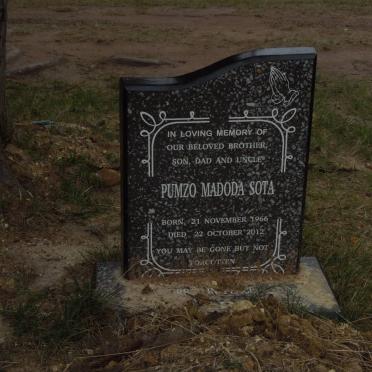 IN LOVING MEMORY OF
OUR BELOVED BROTHER,
SON, DAD AND UNCLE
PUMZO MADODA SOTA
BORN, 21 NOVEMBER 1966
DIED, 22 OCTOBER 2012
YOU MAY BE GONE BUT NOT
FORGOTTEN